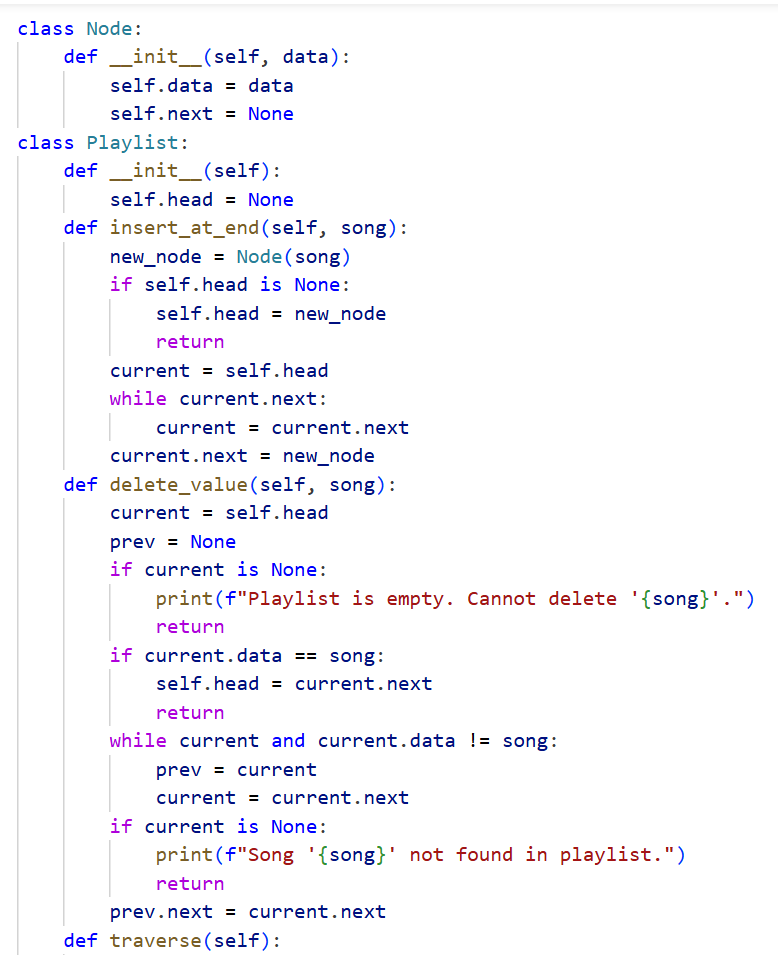 class Node:
    def __init__(self, data):
        self.data = data
        self.next = None
class Playlist:
    def __init__(self):
        self.head = None
    def insert_at_end(self, song):
        new_node = Node(song)
        if self.head is None:
            self.head = new_node
            return
        current = self.head
        while current.next:
            current = current.next
        current.next = new_node
    def delete_value(self, song):
        current = self.head
        prev = None
        if current is None:
            print(f"Playlist is empty. Cannot delete '{song}'.")
            return
        if current.data == song:
            self.head = current.next
            return
        while current and current.data != song:
            prev = current
            current = current.next
        if current is None:
            print(f"Song '{song}' not found in playlist.")
            return
        prev.next = current.next
    def traverse(self):